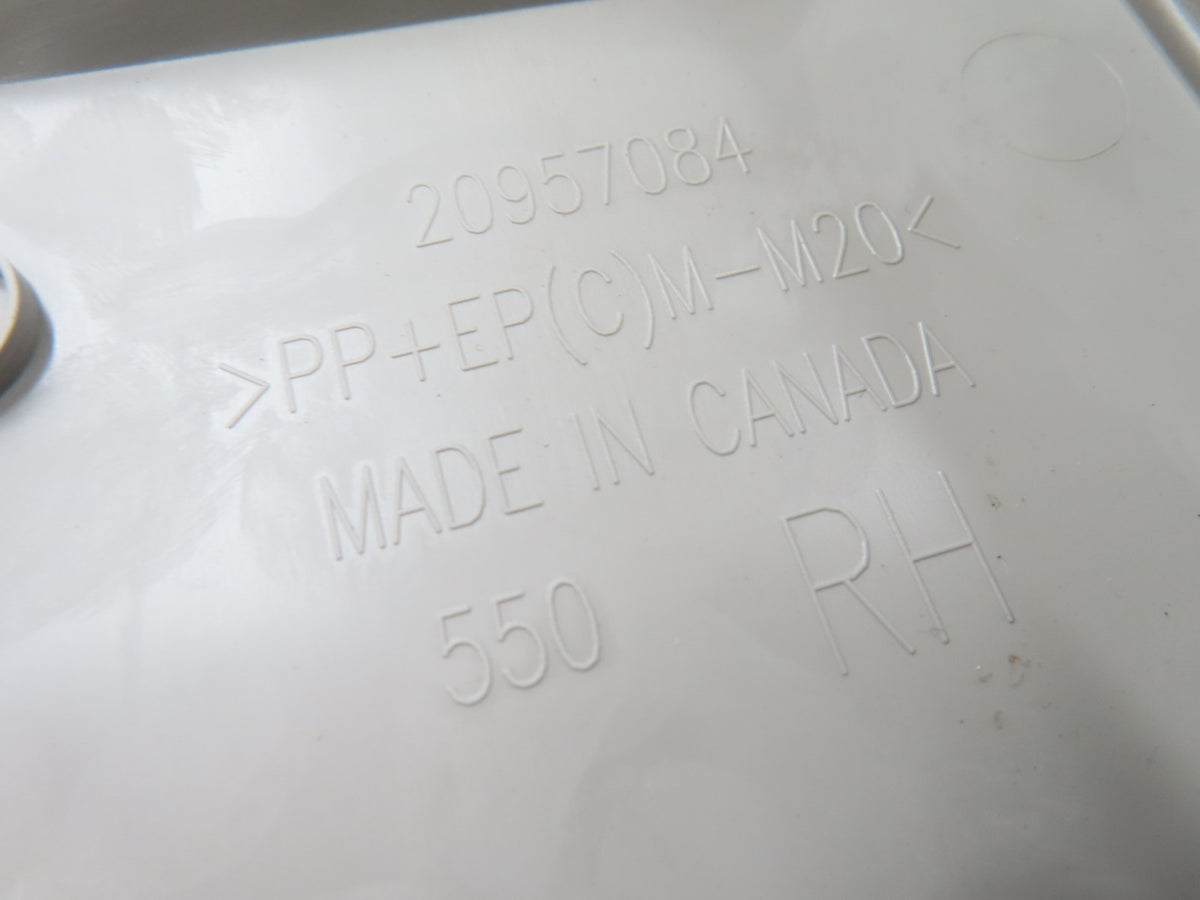 20957084
>PP+EP(C)M-M20<
MADE IN CANADA
550 RH